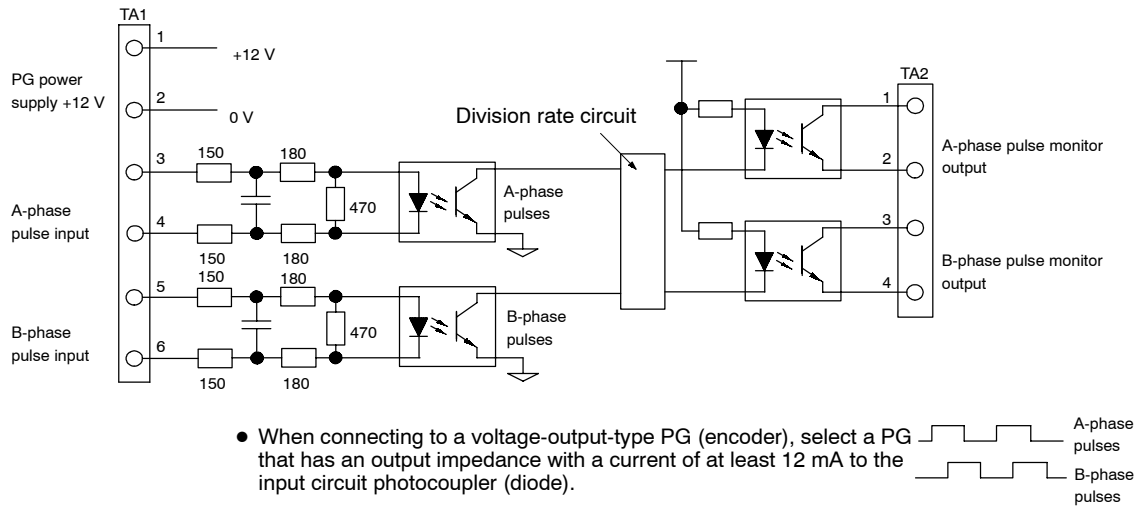 TA1
1
+12 V
PG power
supply +12 V
2
0 V
3
150
180
470
A-phase
pulse input
4
150
180
A-phase
pulses
5
150
180
470
B-phase
pulse input
6
150
180
B-phase
pulses
Division rate circuit
TA2
1
2
A-phase pulse monitor
output
3
4
B-phase pulse monitor
output
● When connecting to a voltage-output-type PG (encoder), select a PG
that has an output impedance with a current of at least 12 mA to the
input circuit photocoupler (diode).
A-phase
pulses
B-phase
pulses